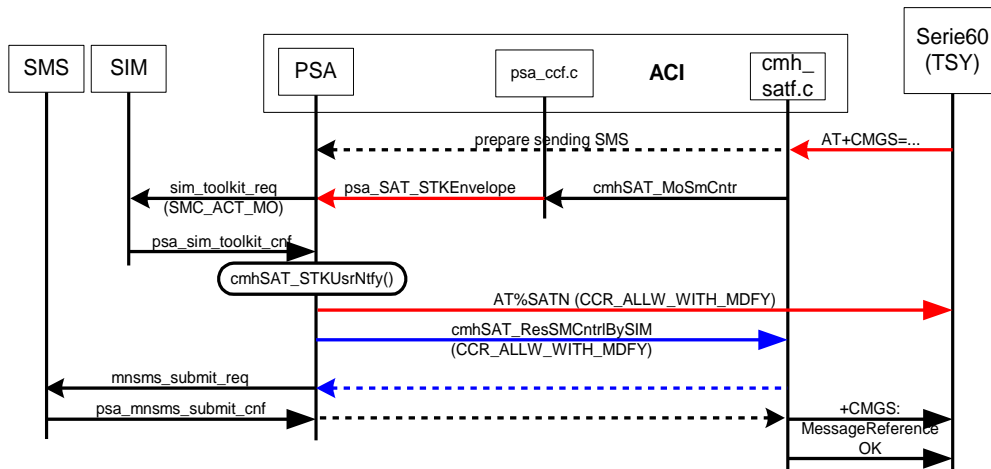 Serie60
(TSY)
SMS
SIM
PSA
psa_ccf.c
ACI
cmh_
satf.c
prepare sending SMS
AT+CMGS=...
sim_toolkit_req
(SMC_ACT_MO)
psa_SAT_STKEnvelope
cmhSAT_MoSmCntr
psa_sim_toolkit_cnf
cmhSAT_STKUsrNtfy()
AT%SATN (CCR_ALLW_WITH_MDFY)
cmhSAT_ResSMCntrlBySIM
(CCR_ALLW_WITH_MDFY)
mnsms_submit_req
psa_mnsms_submit_cnf
+CMGS:
MessageReference
OK